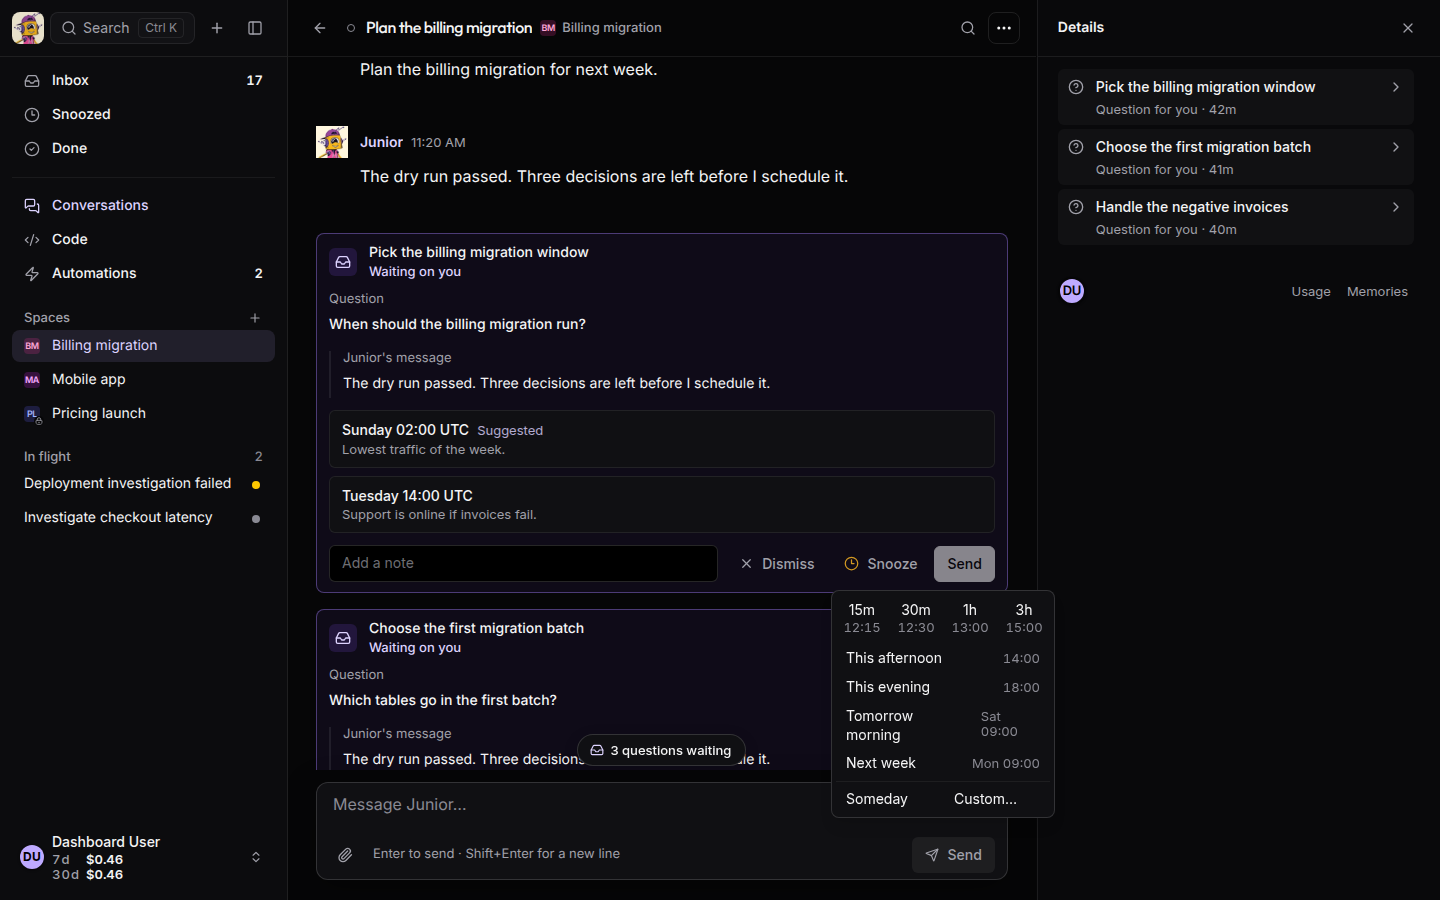 Search Ctrl K
Inbox 17
Snoozed
Done
Conversations
Code
Automations 2
Spaces
BM Billing migration
MA Mobile app
PL Pricing launch
In flight 2
Deployment investigation failed
Investigate checkout latency
DU Dashboard User
7d $0.46
30d $0.46
Plan the billing migration BM Billing migration
Plan the billing migration for next week.
Junior 11:20 AM
The dry run passed. Three decisions are left before I schedule it.
Pick the billing migration window
Waiting on you
Question
When should the billing migration run?
Junior's message
The dry run passed. Three decisions are left before I schedule it.
Sunday 02:00 UTC Suggested
Lowest traffic of the week.
Tuesday 14:00 UTC
Support is online if invoices fail.
Add a note Dismiss Snooze Send
Choose the first migration batch
Waiting on you
Question
Which tables go in the first batch?
Junior's message
The dry run passed. Three decisions le it.
3 questions waiting
15m 30m 1h 3h
12:15 12:30 13:00 15:00
This afternoon 14:00
This evening 18:00
Tomorrow morning Sat 09:00
Next week Mon 09:00
Someday Custom...
Message Junior...
Enter to send · Shift+Enter for a new line Send
Details
Pick the billing migration window
Question for you · 42m
Choose the first migration batch
Question for you · 41m
Handle the negative invoices
Question for you · 40m
DU Usage Memories